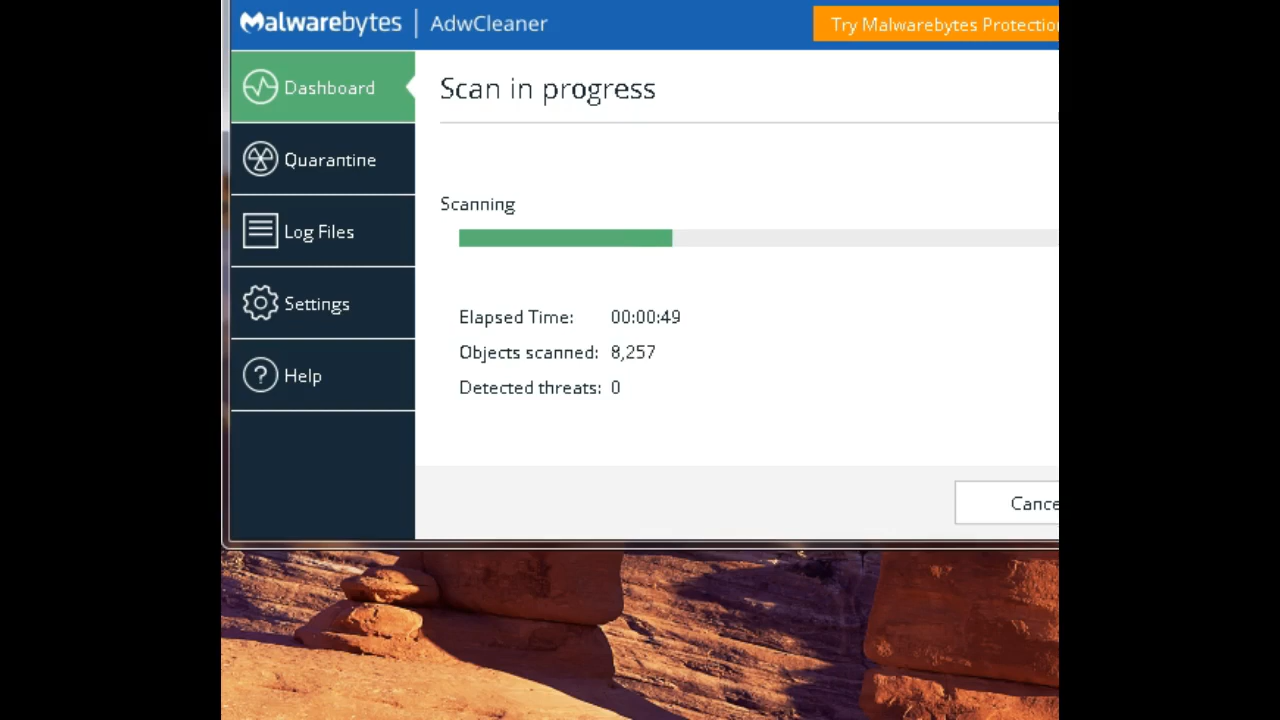 Malwarebytes | AdwCleaner
Try Malwarebytes Protectio
Dashboard
Quarantine
Log Files
Settings
Help
Scan in progress
Scanning
Elapsed Time: 00:00:49
Objects scanned: 8,257
Detected threats: 0
Cance